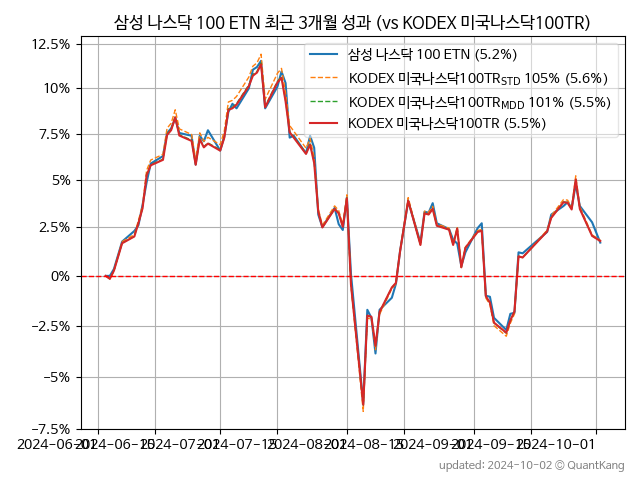 삼성 나스닥 100 ETN 최근 3개월 성과 (vs KODEX 미국나스닥100TR)
12.5%
10%
7.5%
5%
2.5%
0%
−2.5%
−5%
−7.5%
삼성 나스닥 100 ETN (5.2%)
KODEX 미국나스닥100TR_STD 105% (5.6%)
KODEX 미국나스닥100TR_MDD 101% (5.5%)
KODEX 미국나스닥100TR (5.5%)
2024-06-01 2024-06-15 2024-07-01 2024-07-15 2024-08-01 2024-08-15 2024-09-01 2024-09-15 2024-10-01
updated: 2024-10-02 © QuantKang